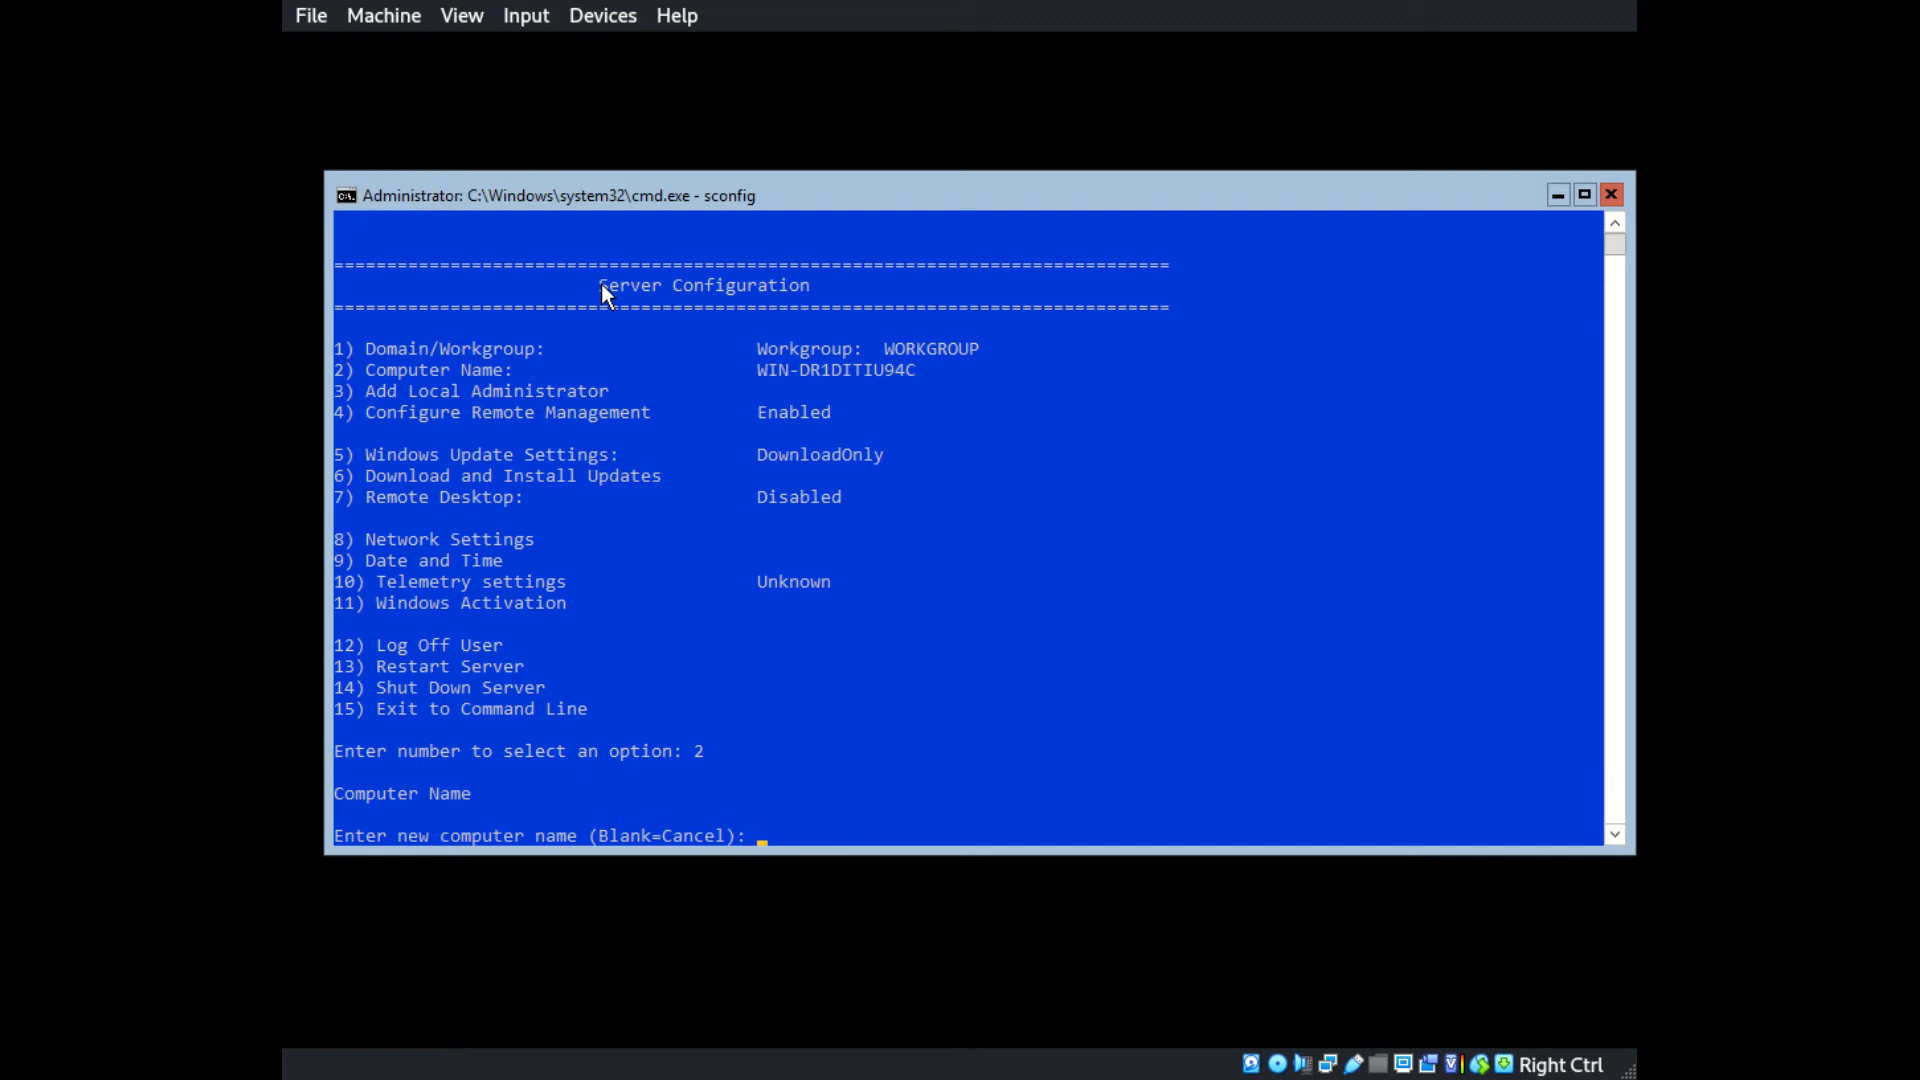 File Machine View Input Devices Help
Administrator: C:\Windows\system32\cmd.exe - sconfig
===============================================================================
Server Configuration
===============================================================================
1) Domain/Workgroup: Workgroup: WORKGROUP
2) Computer Name: WIN-DR1DITIU94C
3) Add Local Administrator
4) Configure Remote Management Enabled
5) Windows Update Settings: DownloadOnly
6) Download and Install Updates
7) Remote Desktop: Disabled
8) Network Settings
9) Date and Time
10) Telemetry settings Unknown
11) Windows Activation
12) Log Off User
13) Restart Server
14) Shut Down Server
15) Exit to Command Line
Enter number to select an option: 2
Computer Name
Enter new computer name (Blank=Cancel):
Right Ctrl